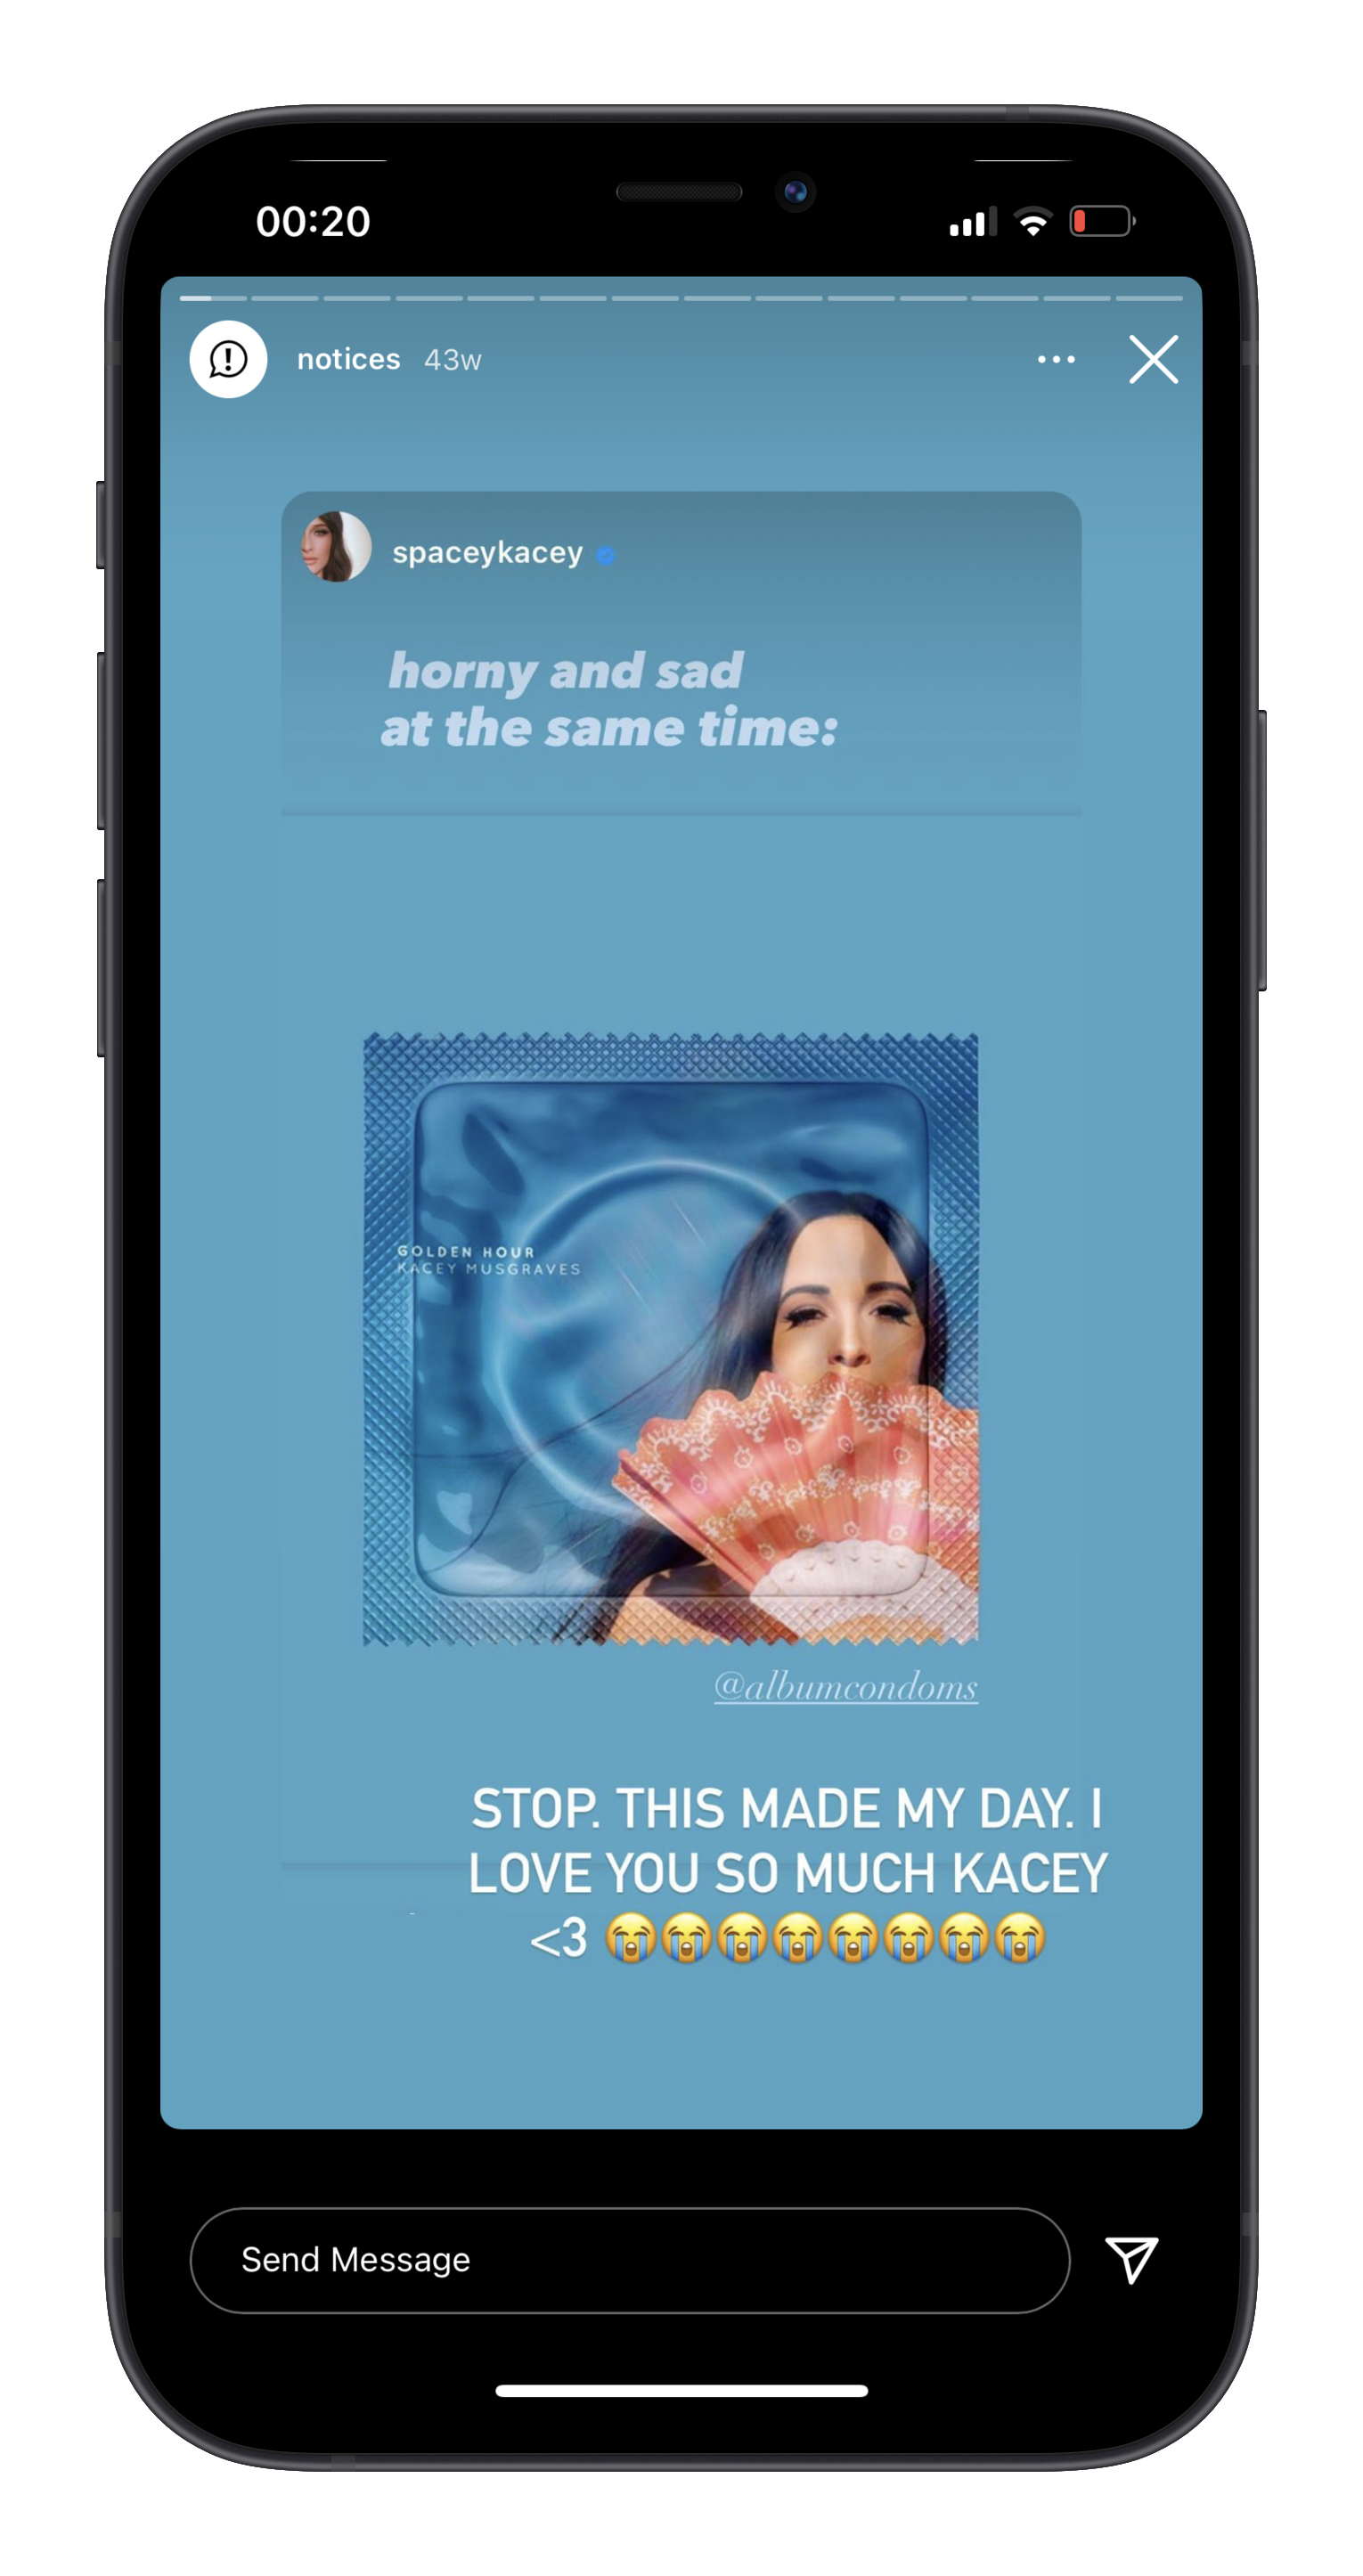 00:20
notices 43w
spaceykacey
horny and sad
at the same time:
GOLDEN HOUR
KACEY MUSGRAVES
@albumcondoms
STOP. THIS MADE MY DAY. I
LOVE YOU SO MUCH KACEY
<3 😭😭😭😭😭😭😭😭
Send Message